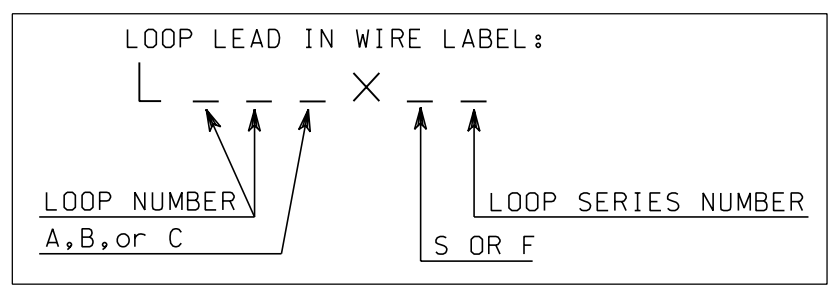 LOOP LEAD IN WIRE LABEL:
L _ _ _ X _ _
LOOP NUMBER
LOOP SERIES NUMBER
A,B,or C
S OR F